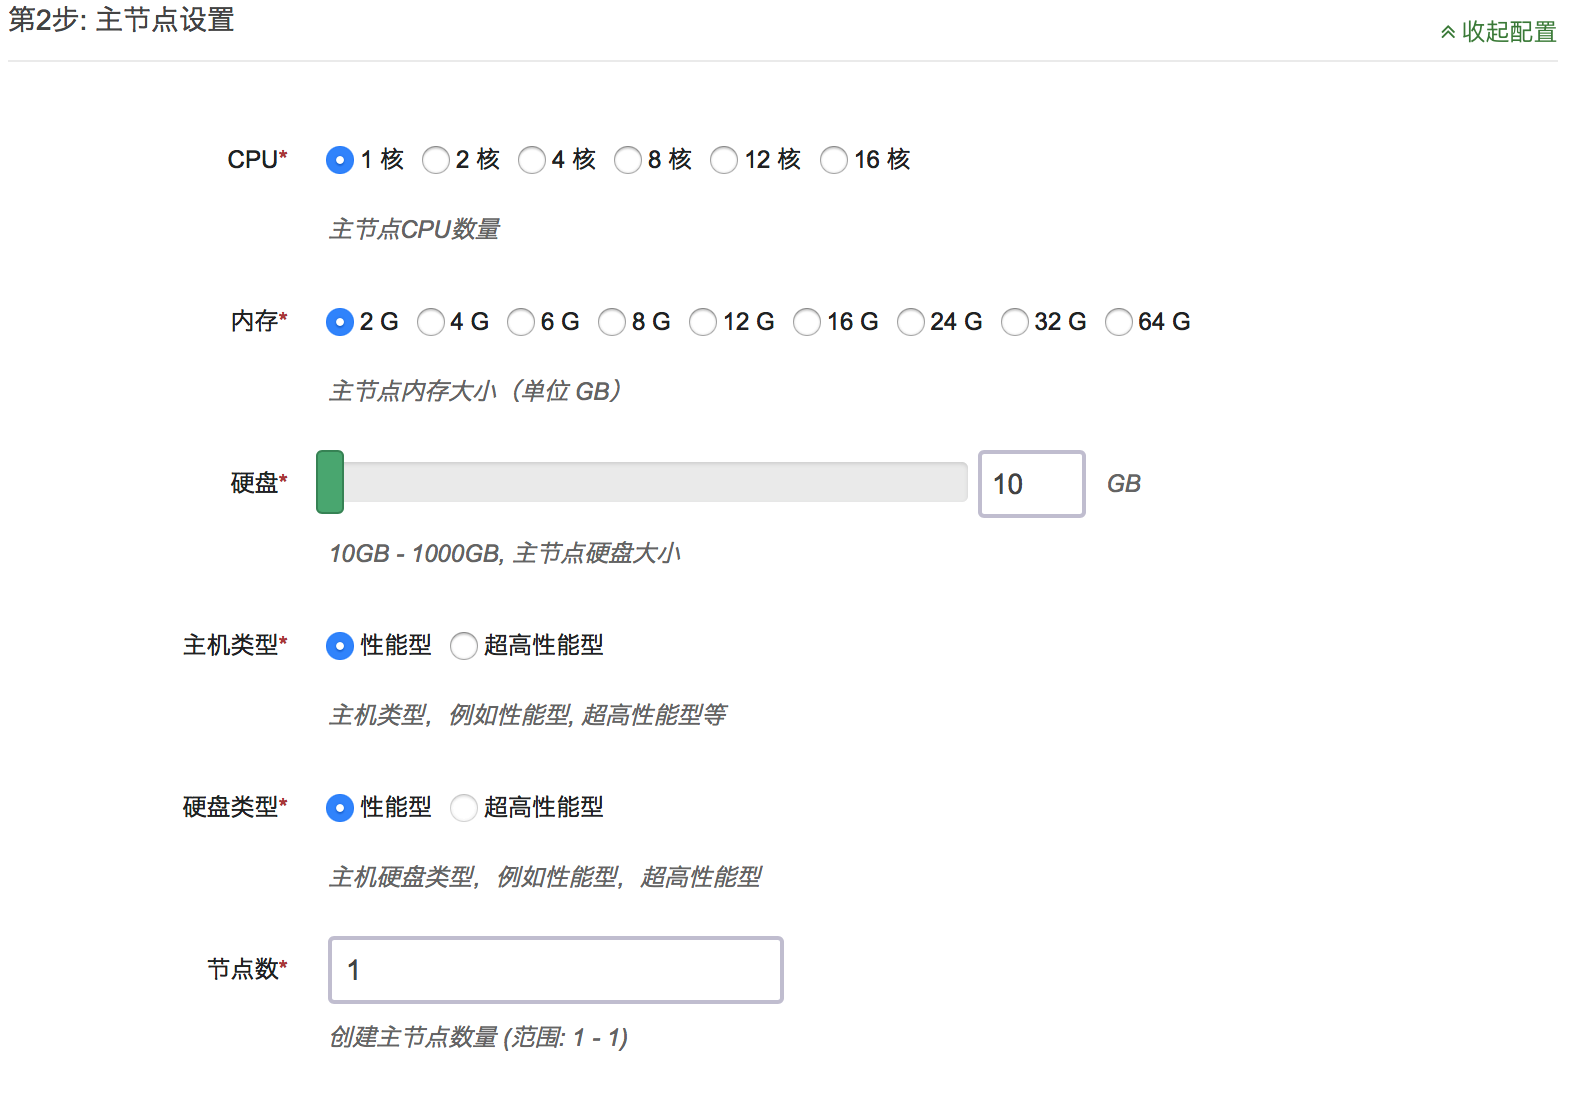 第2步: 主节点设置
收起配置
CPU* 1 核 2 核 4 核 8 核 12 核 16 核
主节点CPU数量
内存* 2 G 4 G 6 G 8 G 12 G 16 G 24 G 32 G 64 G
主节点内存大小（单位 GB）
硬盘* 10 GB
10GB - 1000GB, 主节点硬盘大小
主机类型* 性能型 超高性能型
主机类型，例如性能型, 超高性能型等
硬盘类型* 性能型 超高性能型
主机硬盘类型，例如性能型，超高性能型
节点数* 1
创建主节点数量 (范围: 1 - 1)